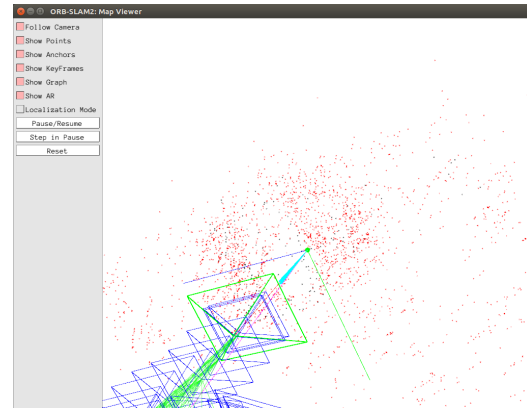 ORB-SLAM2: Map Viewer
Follow Camera
Show Points
Show Anchors
Show KeyFrames
Show Graph
Show AR
Localization Mode
Pause/Resume
Step in Pause
Reset